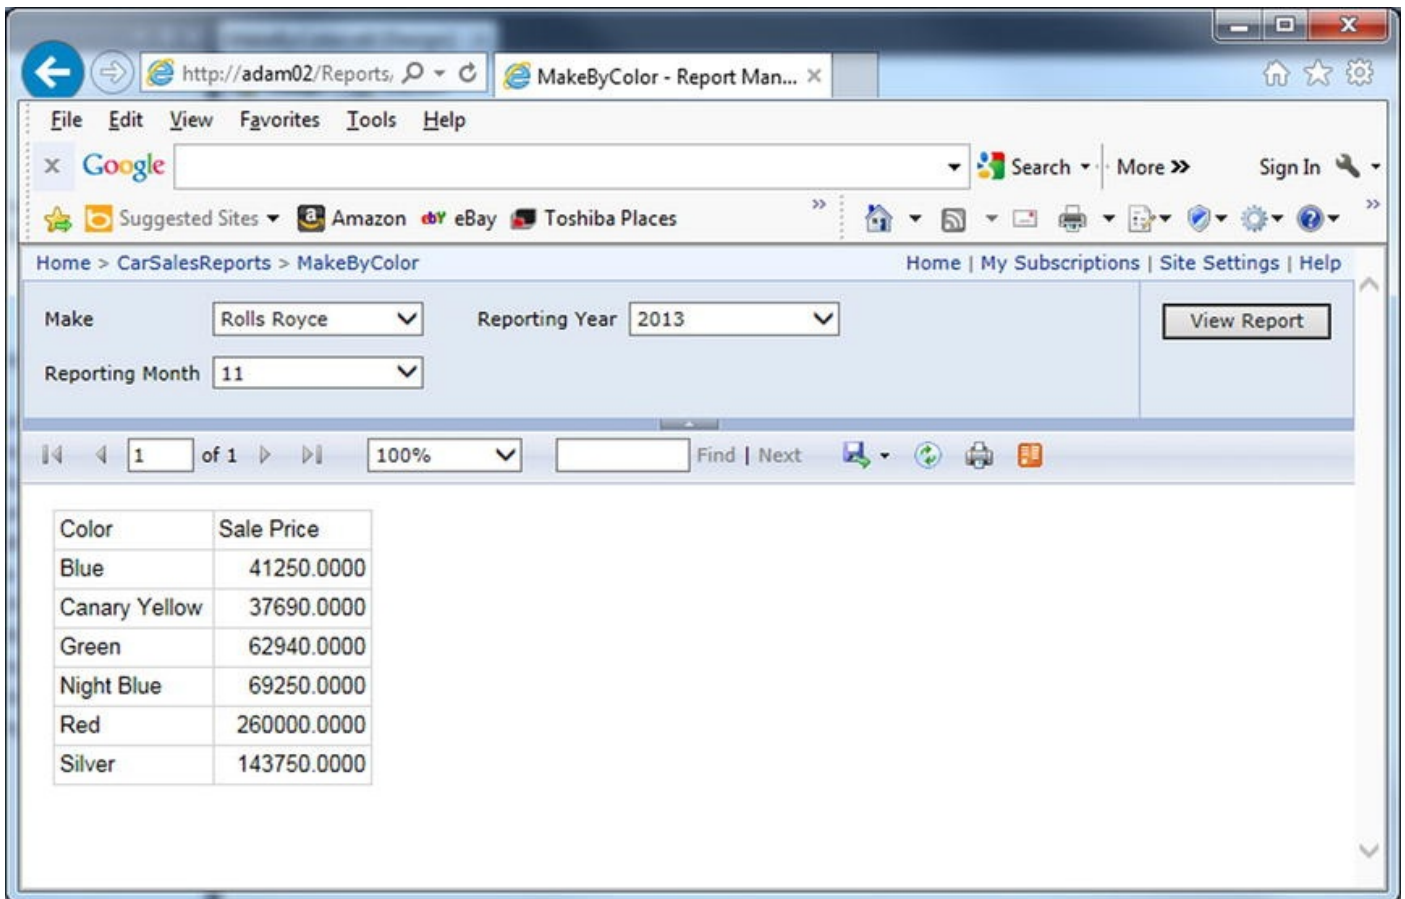 http://adam02/Reports/
MakeByColor - Report Man...
File Edit View Favorites Tools Help
x Google Search More » Sign In
Suggested Sites Amazon ebY eBay Toshiba Places »
Home > CarSalesReports > MakeByColor Home | My Subscriptions | Site Settings | Help
Make Rolls Royce Reporting Year 2013 View Report
Reporting Month 11
1 of 1 100% Find | Next
Color Sale Price
Blue 41250.0000
Canary Yellow 37690.0000
Green 62940.0000
Night Blue 69250.0000
Red 260000.0000
Silver 143750.0000